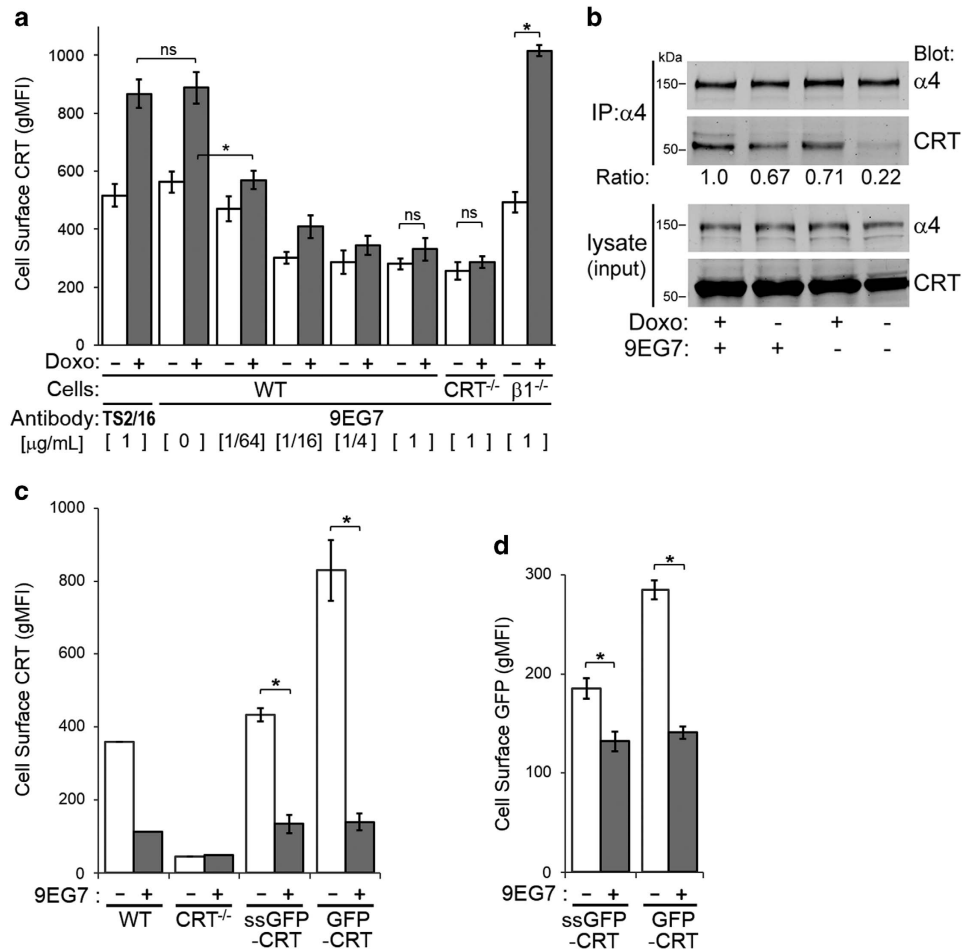 a
Cell Surface CRT (gMFI)
1000
800
600
400
200
0
ns
*
ns
ns
*
Doxo: – + – + – + – + – + – + – + – +
Cells: WT CRT-/- β1-/-
Antibody: TS2/16 9EG7
[μg/mL] [ 1 ] [ 0 ] [1/64] [1/16] [1/4] [ 1 ] [ 1 ] [ 1 ]
b
kDa Blot:
IP:α4
150– α4
50– CRT
Ratio: 1.0 0.67 0.71 0.22
lysate
(input)
150– α4
50– CRT
Doxo: + - + -
9EG7: + + - -
c
Cell Surface CRT (gMFI)
1000
800
600
400
200
0
*
*
9EG7 : – + – + – + – +
WT CRT-/- ssGFP GFP
-CRT -CRT
d
Cell Surface GFP (gMFI)
300
200
100
0
*
*
9EG7 : – + – +
ssGFP GFP
-CRT -CRT